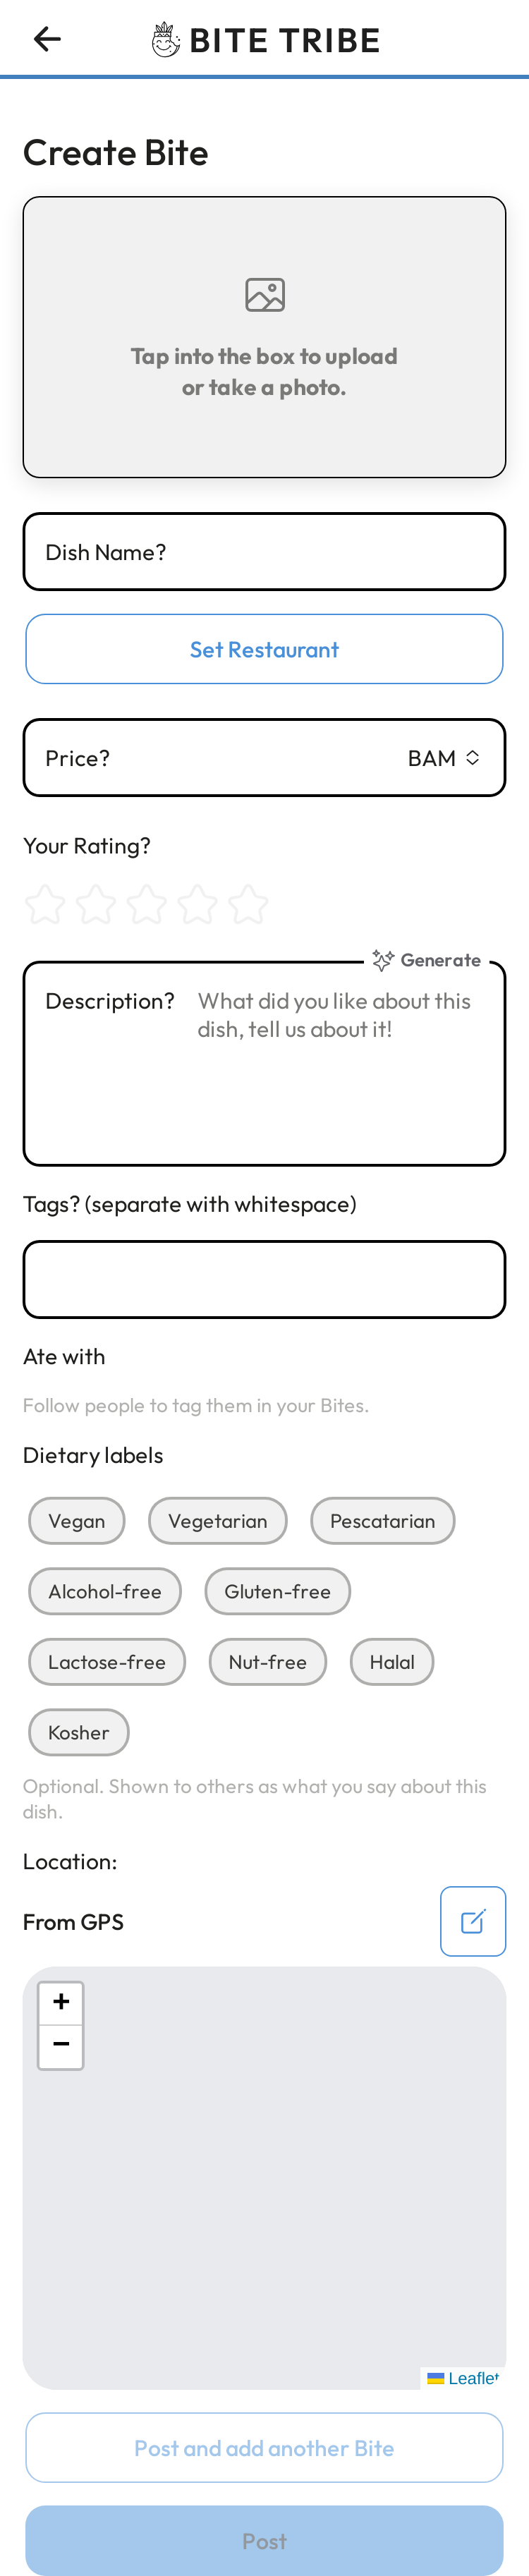 BITE TRIBE
Create Bite
Tap into the box to upload
or take a photo.
Dish Name?
Set Restaurant
Price?
BAM
Your Rating?
Generate
Description?
What did you like about this
dish, tell us about it!
Tags? (separate with whitespace)
Ate with
Follow people to tag them in your Bites.
Dietary labels
Vegan
Vegetarian
Pescatarian
Alcohol-free
Gluten-free
Lactose-free
Nut-free
Halal
Kosher
Optional. Shown to others as what you say about this
dish.
Location:
From GPS
+
−
Leaflet
Post and add another Bite
Post